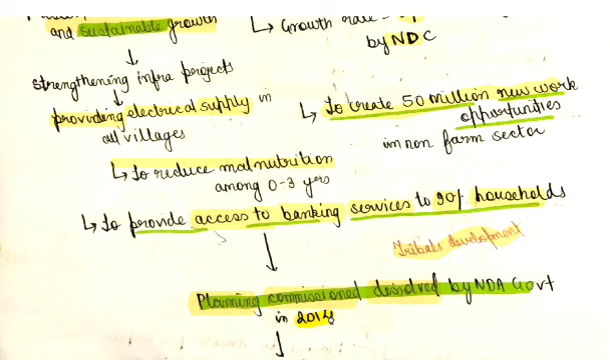 and sustainable growth
↳ Growth rate -
by NDC
↓
strengthening infra projects
↓
providing electrical supply in
all villages
↳ To create 50 million new work
opportunities
in non farm sector
↳ To reduce malnutrition
among 0-3 yrs
↳ To provide access to banking services to 90% households
Tribals development
↓
Planning commissioned dissolved by NDA Govt
in 2014
↓